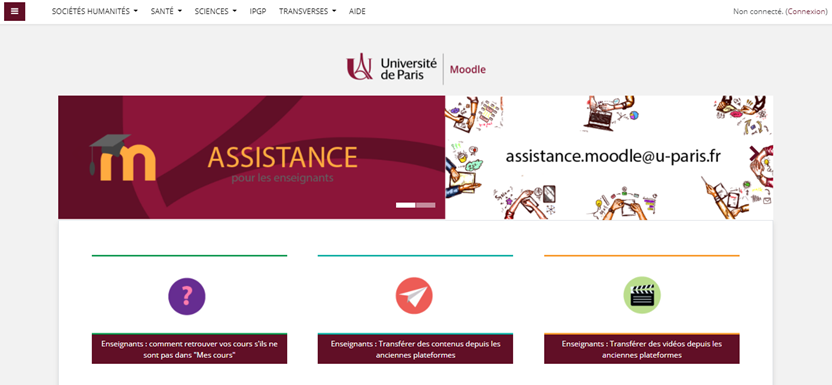 SOCIÉTÉS HUMANITÉS SANTÉ SCIENCES IPGP TRANSVERSES AIDE Non connecté. (Connexion)
Université
de Paris
Moodle
m ASSISTANCE
pour les enseignants
assistance.moodle@u-paris.fr
?
Enseignants : comment retrouver vos cours s'ils ne
sont pas dans "Mes cours"
Enseignants : Transférer des contenus depuis les
anciennes plateformes
Enseignants : Transférer des vidéos depuis les
anciennes plateformes